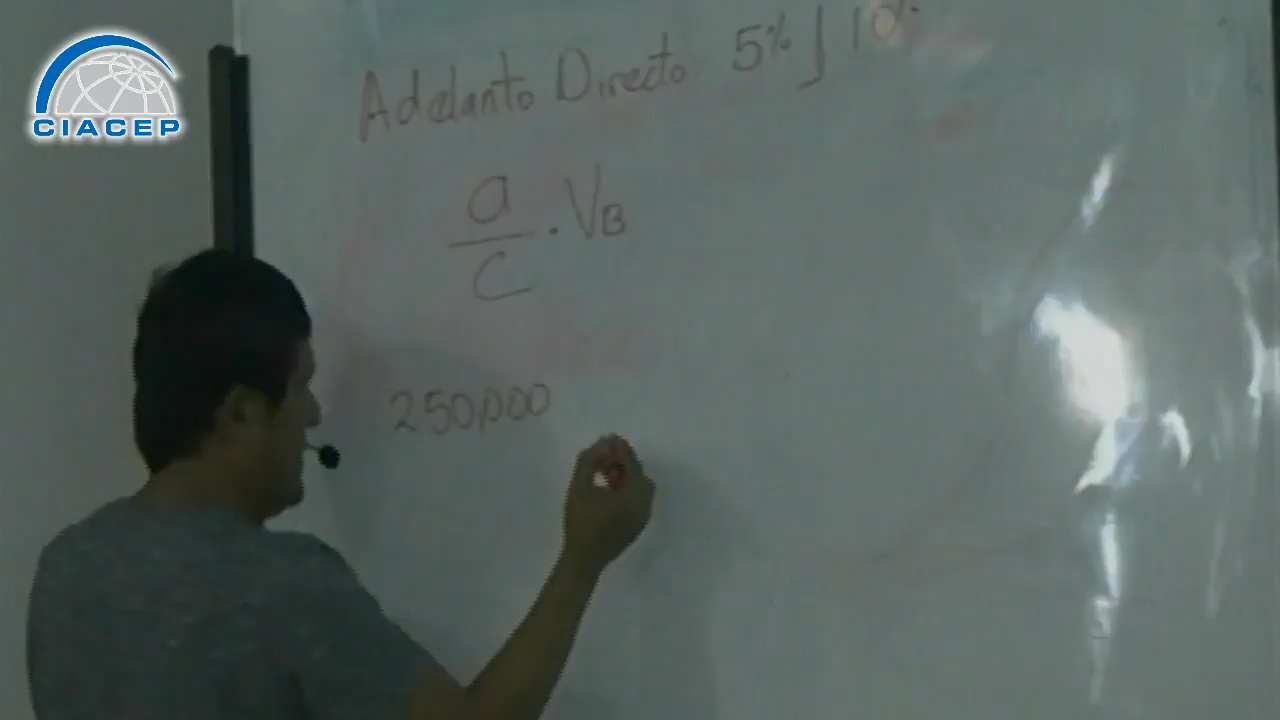 CIACEP
Adelanto Directo 5% ∫ 10%
a
C
. VB
250,000